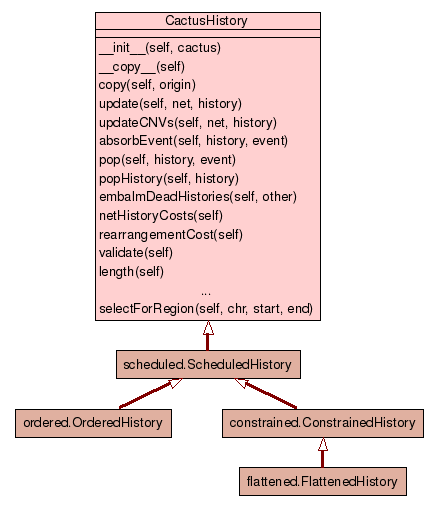 CactusHistory
__init__(self, cactus)
__copy__(self)
copy(self, origin)
update(self, net, history)
updateCNVs(self, net, history)
absorbEvent(self, history, event)
pop(self, history, event)
popHistory(self, history)
embalmDeadHistories(self, other)
netHistoryCosts(self)
rearrangementCost(self)
validate(self)
length(self)
...
selectForRegion(self, chr, start, end)
scheduled.ScheduledHistory
ordered.OrderedHistory
constrained.ConstrainedHistory
flattened.FlattenedHistory